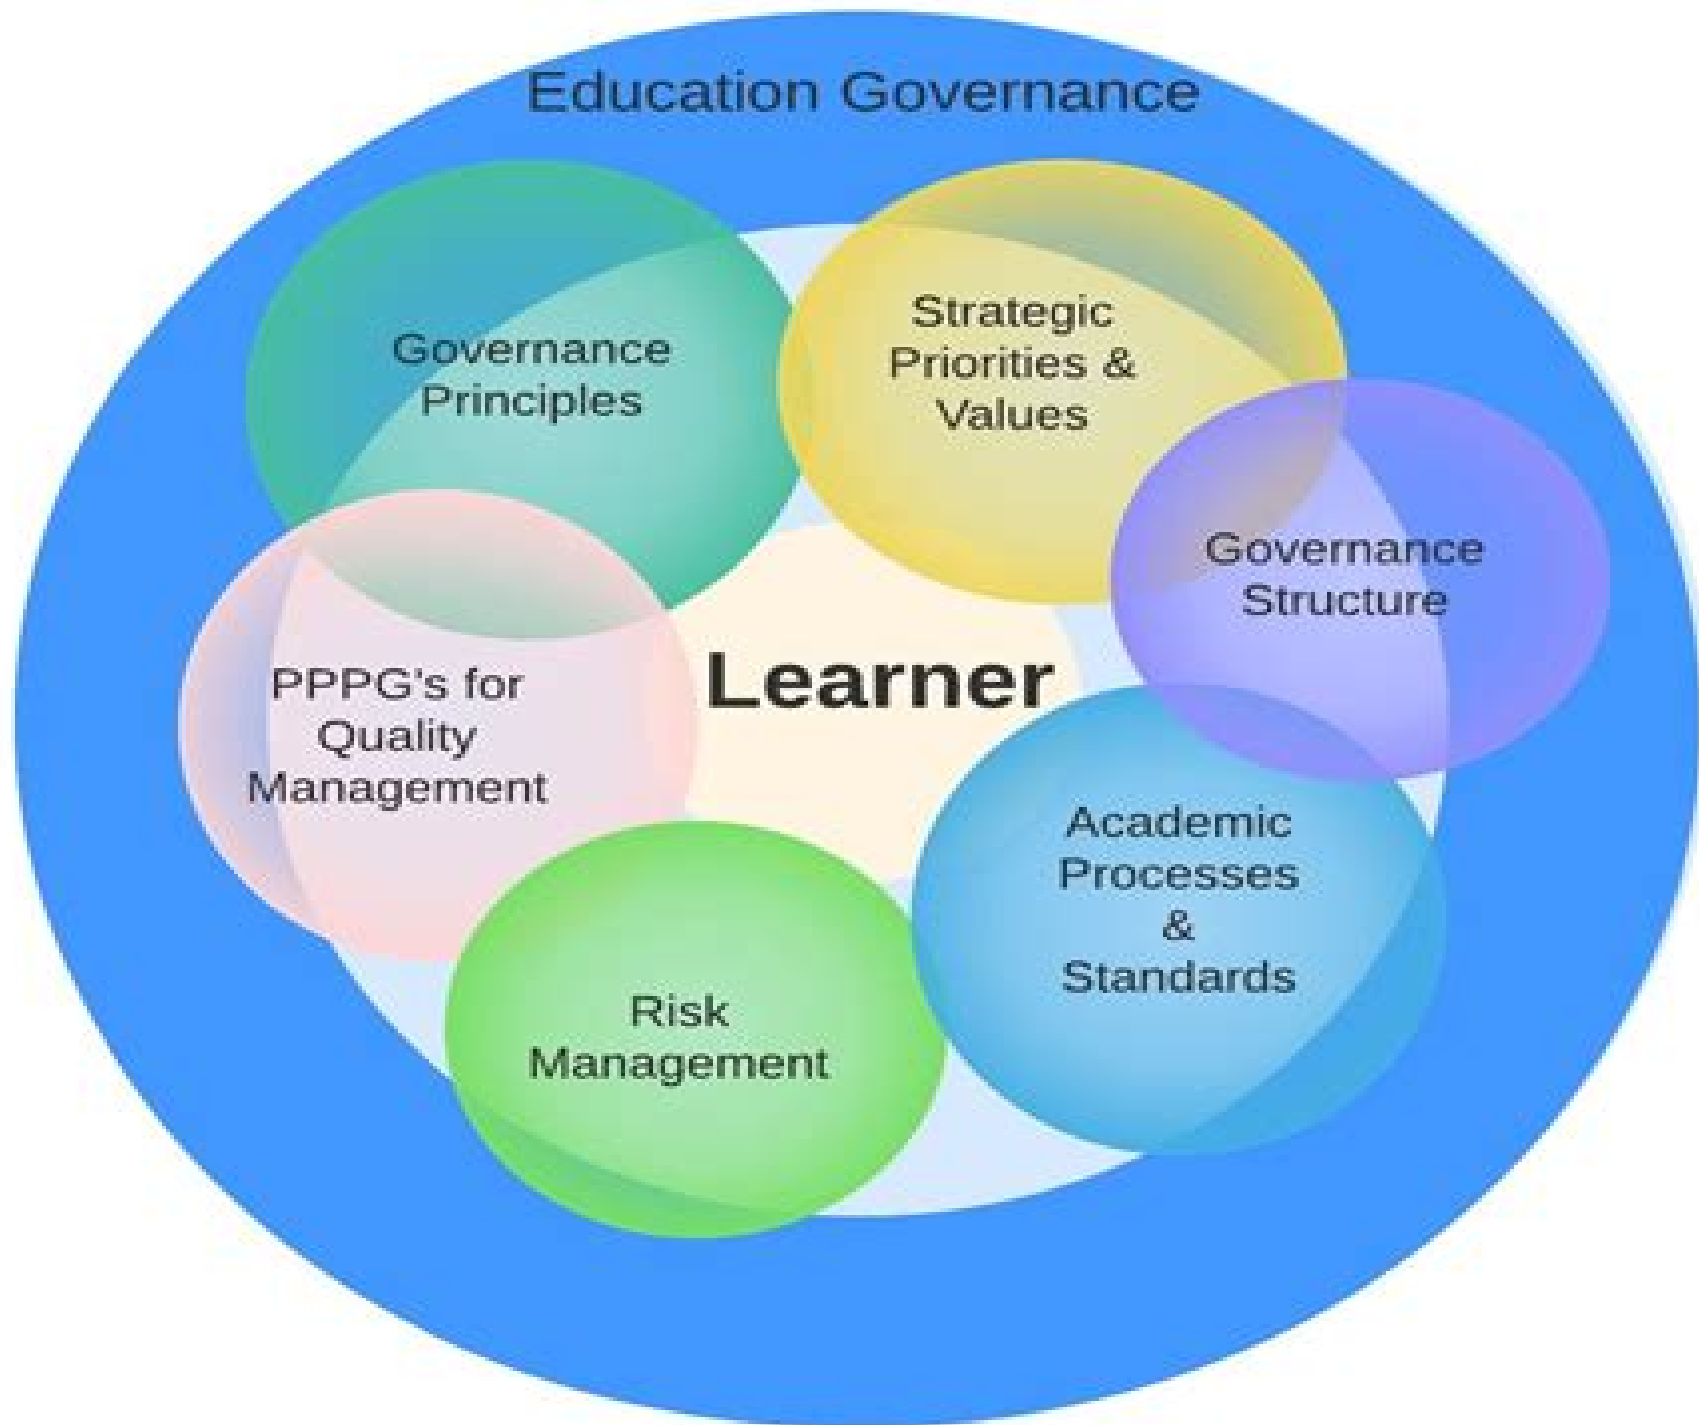 Education Governance
Governance
Principles
Strategic
Priorities &
Values
Governance
Structure
PPPG's for
Quality
Management
Learner
Academic
Processes
&
Standards
Risk
Management